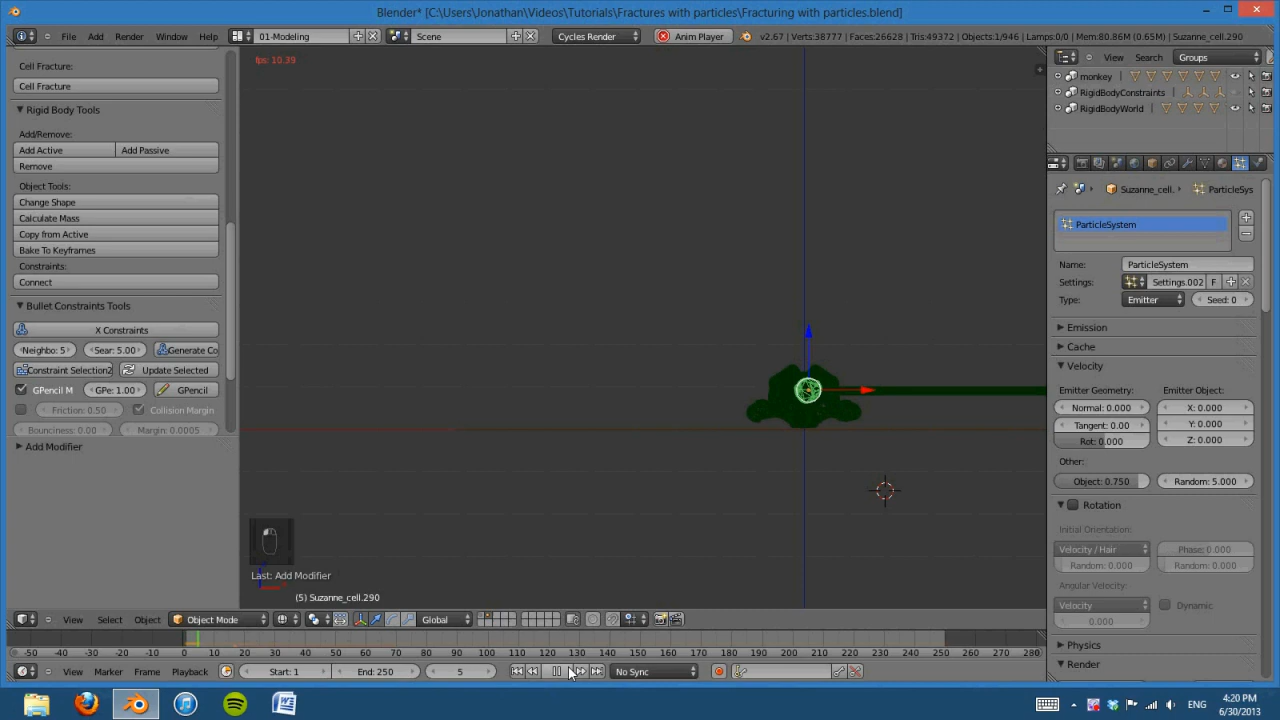 Blender* [C:\Users\Jonathan\Videos\Tutorials\Fractures with particles\Fracturing with particles.blend]
File Add Render Window Help 01-Modeling Scene Cycles Render Anim Player v2.67 | Verts:38777 | Faces:26628 | Tris:49372 | Objects:1/946 | Lamps:0/0 | Mem:80.86M (0.65M) | Suzanne_cell.290
Cell Fracture:
Cell Fracture
Rigid Body Tools
Add/Remove:
Add Active Add Passive
Remove
Object Tools:
Change Shape
Calculate Mass
Copy from Active
Bake To Keyframes
Constraints:
Connect
Bullet Constraints Tools
X Constraints
Neighbo: 5 Sear: 5.00 Generate Co
Constraint Selection2 Update Selected
GPencil M GPe: 1.00 GPencil
Friction: 0.50 Collision Margin
Bounciness: 0.00 Margin: 0.0005
Add Modifier
fps: 10.39
Last: Add Modifier
(5) Suzanne_cell.290
View Search Groups
monkey
RigidBodyConstraints
RigidBodyWorld
Suzanne_cell. ParticleSys
ParticleSystem
Name: ParticleSystem
Settings: Settings.002 F
Type: Emitter Seed: 0
Emission
Cache
Velocity
Emitter Geometry: Emitter Object:
Normal: 0.000 X: 0.000
Tangent: 0.00 Y: 0.000
Rot: 0.000 Z: 0.000
Other:
Object: 0.750 Random: 5.000
Rotation
Initial Orientation:
Velocity / Hair Phase: 0.000
Random: 0.000 Random: 0.000
Angular Velocity:
Velocity Dynamic
0.000
Physics
Render
View Select Object Object Mode Global
-50 -40 -30 -20 -10 0 10 20 30 40 50 60 70 80 90 100 110 120 130 140 150 160 170 180 190 200 210 220 230 240 250 260 270 280
View Marker Frame Playback Start: 1 End: 250 5 No Sync
ENG 4:20 PM
6/30/2013